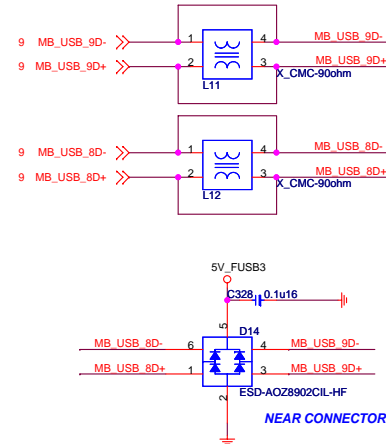 9 MB_USB_9D- 1 4 MB_USB_9D-
9 MB_USB_9D+ 2 3 MB_USB_9D+
L11 X_CMC-90ohm
9 MB_USB_8D- 1 4 MB_USB_8D-
9 MB_USB_8D+ 2 3 MB_USB_8D+
L12 X_CMC-90ohm
5V_FUSB3
C328 0.1u16
5 D14
MB_USB_8D- 6 4 MB_USB_9D-
MB_USB_8D+ 1 3 MB_USB_9D+
2 ESD-AOZ8902CIL-HF
NEAR CONNECTOR